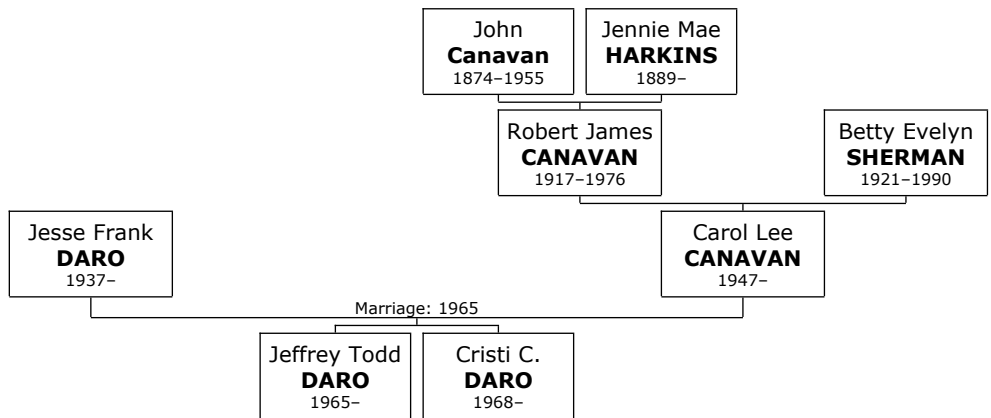 John
Canavan
1874–1955
Jennie Mae
HARKINS
1889–
Robert James
CANAVAN
1917–1976
Betty Evelyn
SHERMAN
1921–1990
Jesse Frank
DARO
1937–
Carol Lee
CANAVAN
1947–
Marriage: 1965
Jeffrey Todd
DARO
1965–
Cristi C.
DARO
1968–